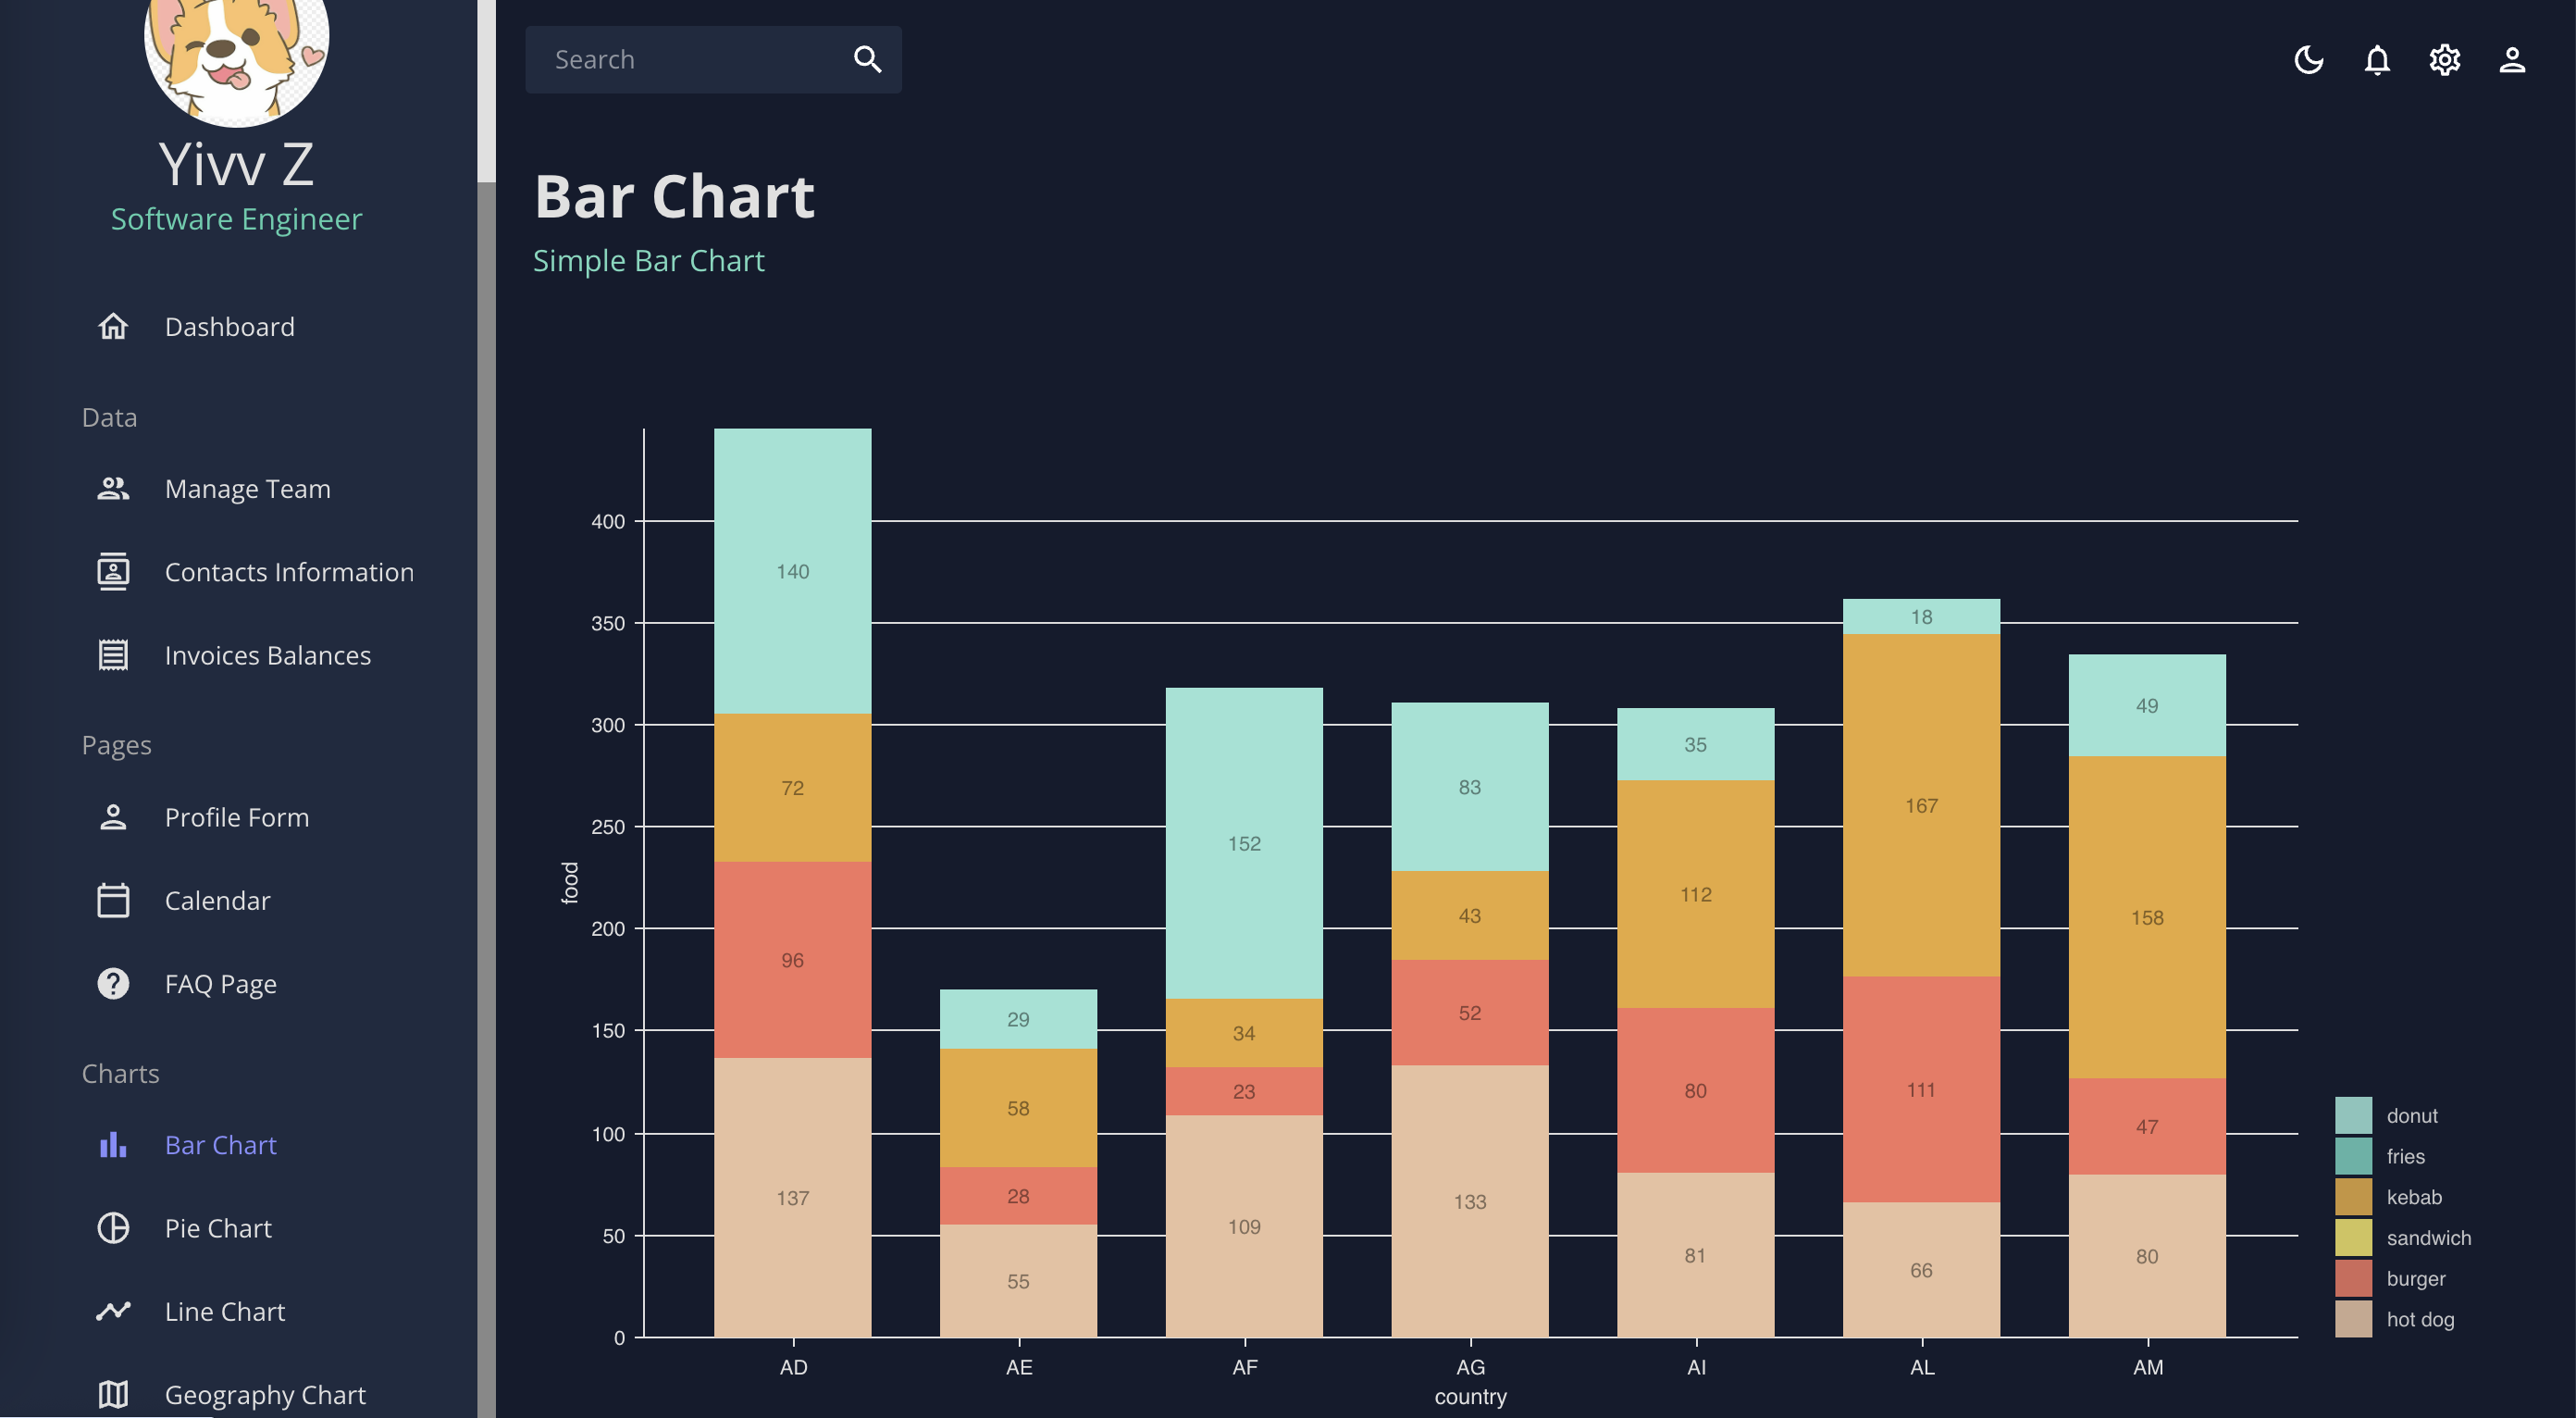 Yivv Z
Software Engineer
Dashboard
Data
Manage Team
Contacts Information
Invoices Balances
Pages
Profile Form
Calendar
FAQ Page
Charts
Bar Chart
Pie Chart
Line Chart
Geography Chart
Search
Bar Chart
Simple Bar Chart
food
400
350
300
250
200
150
100
50
0
140
72
96
137
29
58
28
55
152
34
23
109
83
43
52
133
35
112
80
81
18
167
111
66
49
158
47
80
AD AE AF AG AI AL AM
country
donut
fries
kebab
sandwich
burger
hot dog